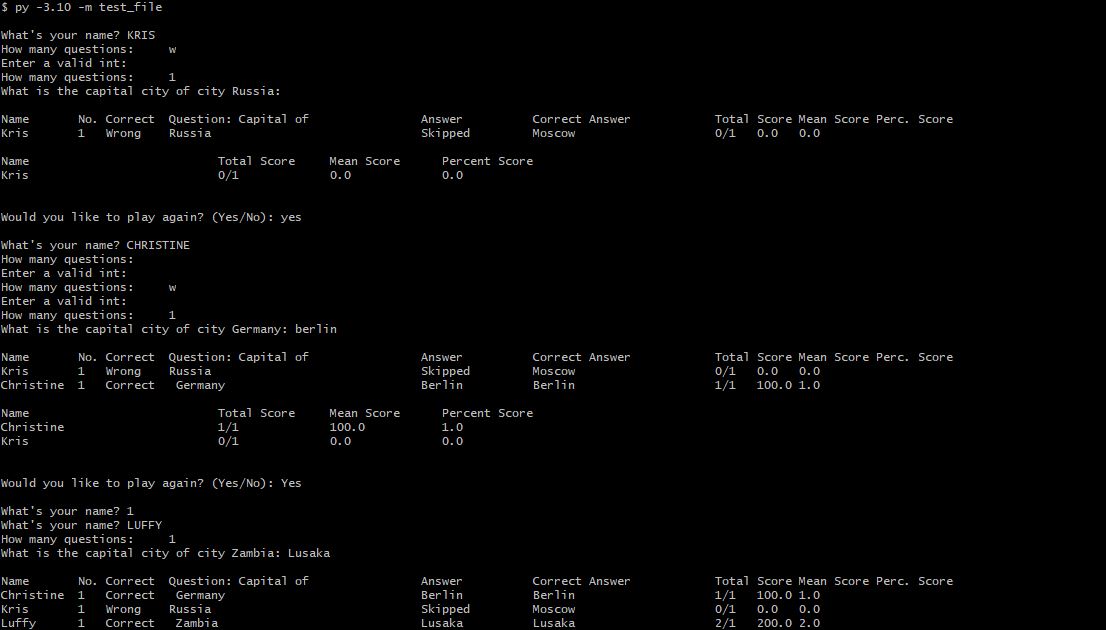 $ py -3.10 -m test_file
What's your name? KRIS
How many questions:     w
Enter a valid int:
How many questions:     1
What is the capital city of city Russia:
Name       No. Correct  Question: Capital of                Answer          Correct Answer            Total Score Mean Score Perc. Score
Kris       1   Wrong    Russia                              Skipped         Moscow                    0/1   0.0   0.0
Name                           Total Score     Mean Score      Percent Score
Kris                           0/1             0.0             0.0
Would you like to play again? (Yes/No): yes
What's your name? CHRISTINE
How many questions:
Enter a valid int:
How many questions:     w
Enter a valid int:
How many questions:     1
What is the capital city of city Germany: berlin
Name       No. Correct  Question: Capital of                Answer          Correct Answer            Total Score Mean Score Perc. Score
Kris       1   Wrong    Russia                              Skipped         Moscow                    0/1   0.0   0.0
Christine  1   Correct   Germany                            Berlin          Berlin                    1/1   100.0 1.0
Name                           Total Score     Mean Score      Percent Score
Christine                      1/1             100.0           1.0
Kris                           0/1             0.0             0.0
Would you like to play again? (Yes/No): Yes
What's your name? 1
What's your name? LUFFY
How many questions:     1
What is the capital city of city Zambia: Lusaka
Name       No. Correct  Question: Capital of                Answer          Correct Answer            Total Score Mean Score Perc. Score
Christine  1   Correct   Germany                            Berlin          Berlin                    1/1   100.0 1.0
Kris       1   Wrong    Russia                              Skipped         Moscow                    0/1   0.0   0.0
Luffy      1   Correct   Zambia                             Lusaka          Lusaka                    2/1   200.0 2.0